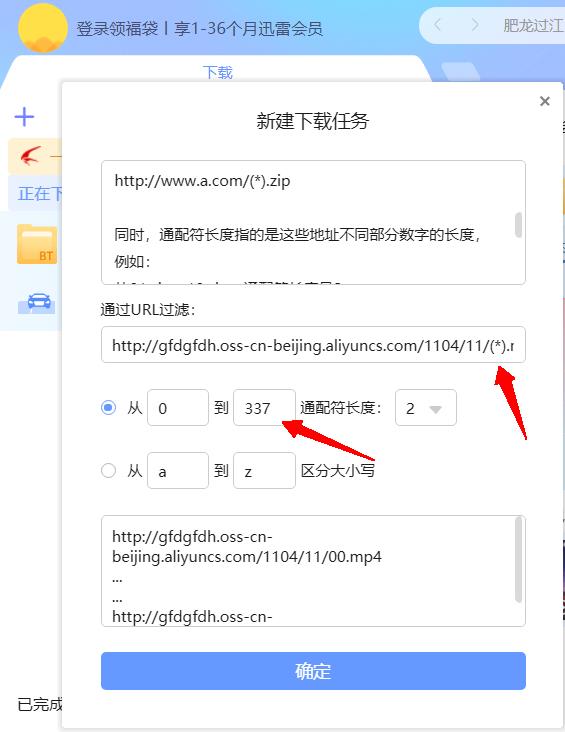 登录领福袋丨享1-36个月迅雷会员
肥龙过江
下载
新建下载任务
http://www.a.com/(*).zip
同时，通配符长度指的是这些地址不同部分数字的长度，
例如：
通过URL过滤：
http://gfdgfdh.oss-cn-beijing.aliyuncs.com/1104/11/(*).r
正在下
BT
从 0 到 337 通配符长度： 2
从 a 到 z 区分大小写
http://gfdgfdh.oss-cn-
beijing.aliyuncs.com/1104/11/00.mp4
...
...
http://gfdgfdh.oss-cn-
确定
已完成